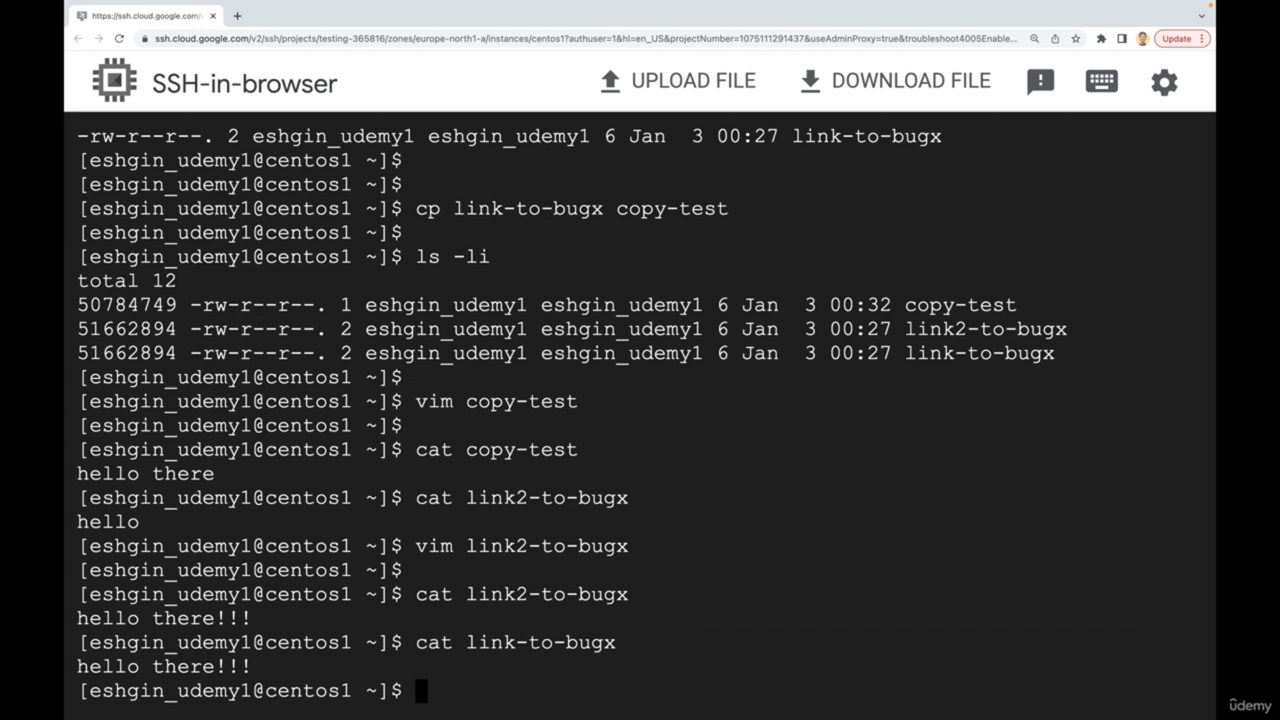 https://ssh.cloud.google.com/v
ssh.cloud.google.com/v2/ssh/projects/testing-365816/zones/europe-north1-a/instances/centos1?authuser=1&hl=en_US&projectNumber=1075111291437&useAdminProxy=true&troubleshoot4005Enable...
Update
SSH-in-browser
UPLOAD FILE
DOWNLOAD FILE
-rw-r--r--. 2 eshgin_udemy1 eshgin_udemy1 6 Jan  3 00:27 link-to-bugx
[eshgin_udemy1@centos1 ~]$
[eshgin_udemy1@centos1 ~]$
[eshgin_udemy1@centos1 ~]$ cp link-to-bugx copy-test
[eshgin_udemy1@centos1 ~]$
[eshgin_udemy1@centos1 ~]$ ls -li
total 12
50784749 -rw-r--r--. 1 eshgin_udemy1 eshgin_udemy1 6 Jan  3 00:32 copy-test
51662894 -rw-r--r--. 2 eshgin_udemy1 eshgin_udemy1 6 Jan  3 00:27 link2-to-bugx
51662894 -rw-r--r--. 2 eshgin_udemy1 eshgin_udemy1 6 Jan  3 00:27 link-to-bugx
[eshgin_udemy1@centos1 ~]$
[eshgin_udemy1@centos1 ~]$ vim copy-test
[eshgin_udemy1@centos1 ~]$
[eshgin_udemy1@centos1 ~]$ cat copy-test
hello there
[eshgin_udemy1@centos1 ~]$ cat link2-to-bugx
hello
[eshgin_udemy1@centos1 ~]$ vim link2-to-bugx
[eshgin_udemy1@centos1 ~]$
[eshgin_udemy1@centos1 ~]$ cat link2-to-bugx
hello there!!!
[eshgin_udemy1@centos1 ~]$ cat link-to-bugx
hello there!!!
[eshgin_udemy1@centos1 ~]$
ûdemy